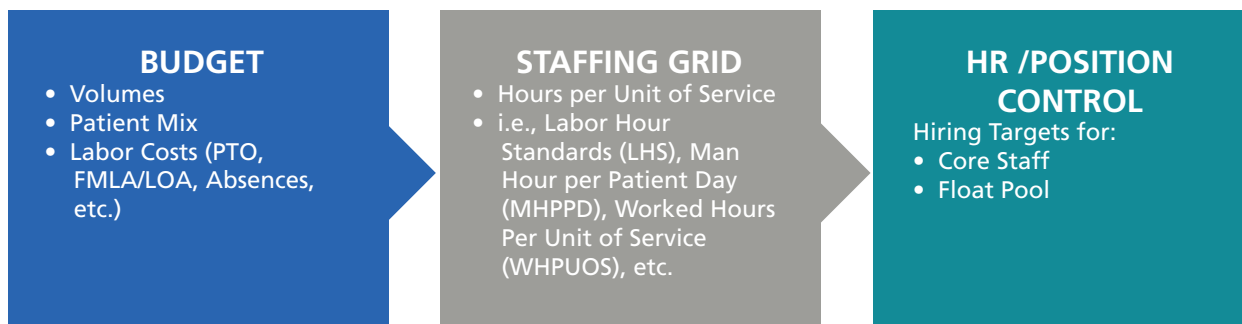 BUDGET
• Volumes
• Patient Mix
• Labor Costs (PTO,
FMLA/LOA, Absences,
etc.)
STAFFING GRID
• Hours per Unit of Service
• i.e., Labor Hour
Standards (LHS), Man
Hour per Patient Day
(MHPPD), Worked Hours
Per Unit of Service
(WHPUOS), etc.
HR /POSITION
CONTROL
Hiring Targets for:
• Core Staff
• Float Pool